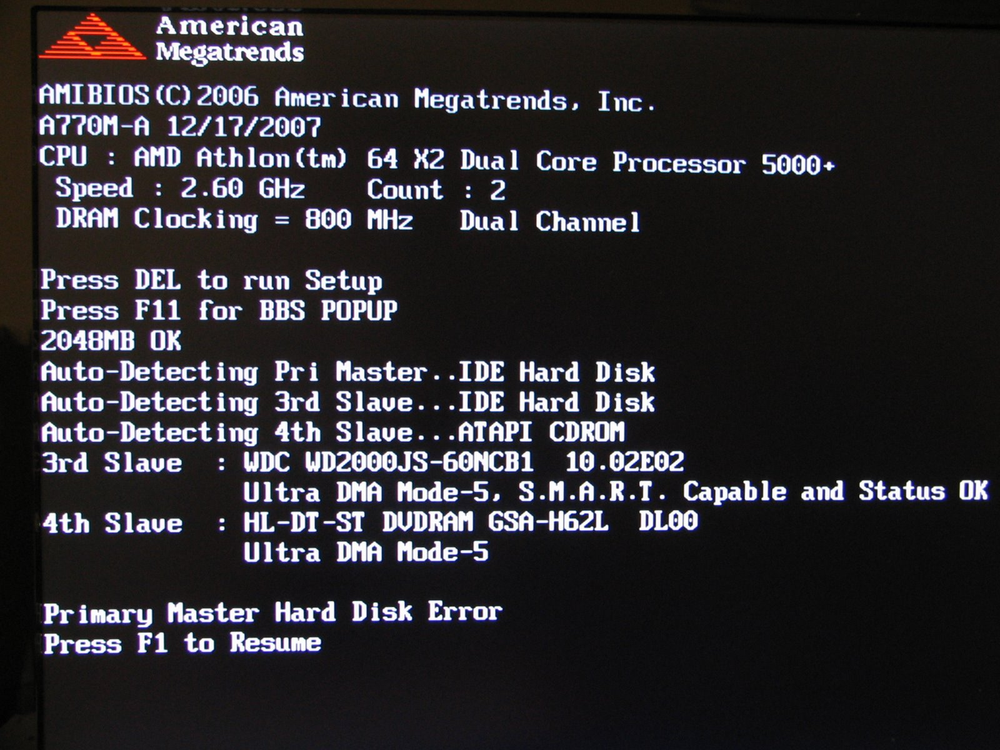 American
Megatrends
AMIBIOS(C)2006 American Megatrends, Inc.
A770M-A 12/17/2007
CPU : AMD Athlon(tm) 64 X2 Dual Core Processor 5000+
Speed : 2.60 GHz Count : 2
DRAM Clocking = 800 MHz Dual Channel
Press DEL to run Setup
Press F11 for BBS POPUP
2048MB OK
Auto-Detecting Pri Master..IDE Hard Disk
Auto-Detecting 3rd Slave...IDE Hard Disk
Auto-Detecting 4th Slave...ATAPI CDROM
3rd Slave : WDC WD2000JS-60NCB1 10.02E02
Ultra DMA Mode-5, S.M.A.R.T. Capable and Status OK
4th Slave : HL-DT-ST DVDRAM GSA-H62L DL00
Ultra DMA Mode-5
Primary Master Hard Disk Error
Press F1 to Resume